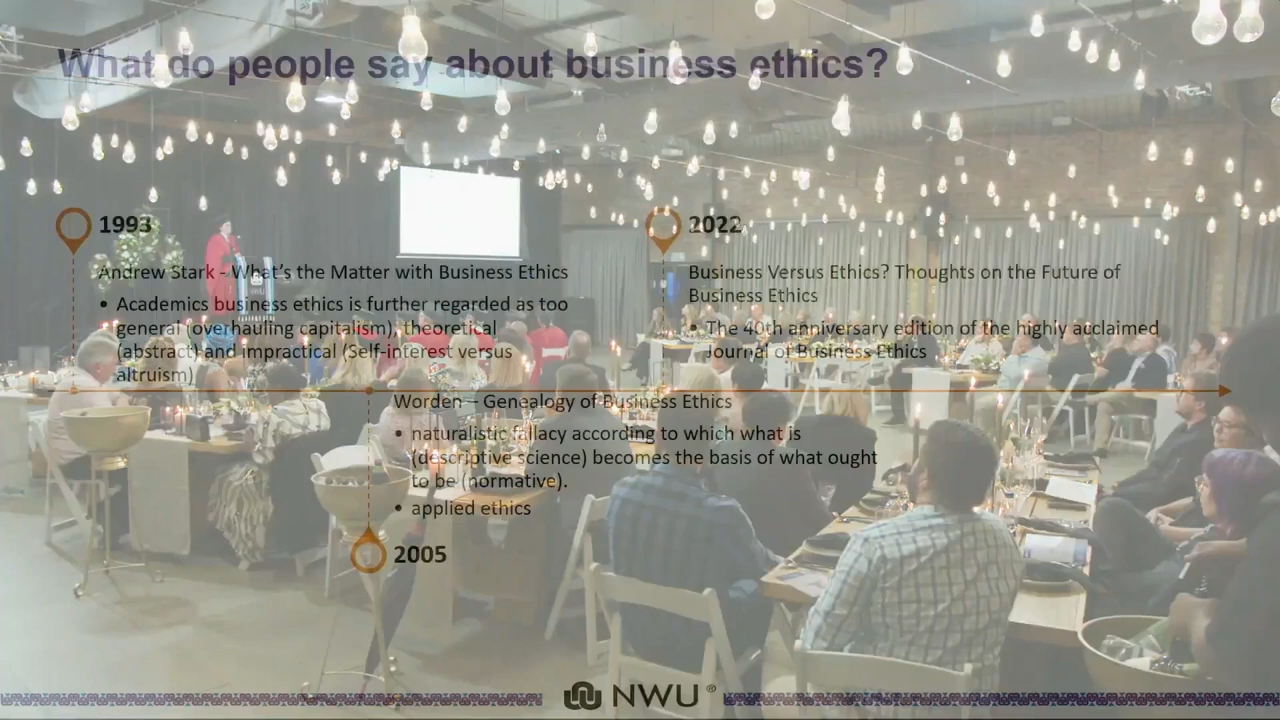 What do people say about business ethics?
1993
Andrew Stark - What's the Matter with Business Ethics
• Academics business ethics is further regarded as too
general (overhauling capitalism), theoretical
(abstract) and impractical (Self-interest versus
altruism)
2022
Business Versus Ethics? Thoughts on the Future of
Business Ethics
• The 40th anniversary edition of the highly acclaimed
Journal of Business Ethics
Worden – Genealogy of Business Ethics
• naturalistic fallacy according to which what is
(descriptive science) becomes the basis of what ought
to be (normative).
• applied ethics
2005
NWU®